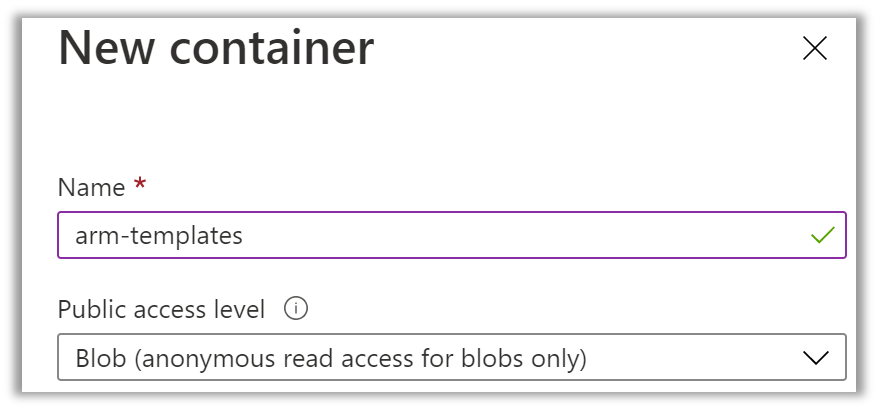 New container
Name *
arm-templates
Public access level
Blob (anonymous read access for blobs only)